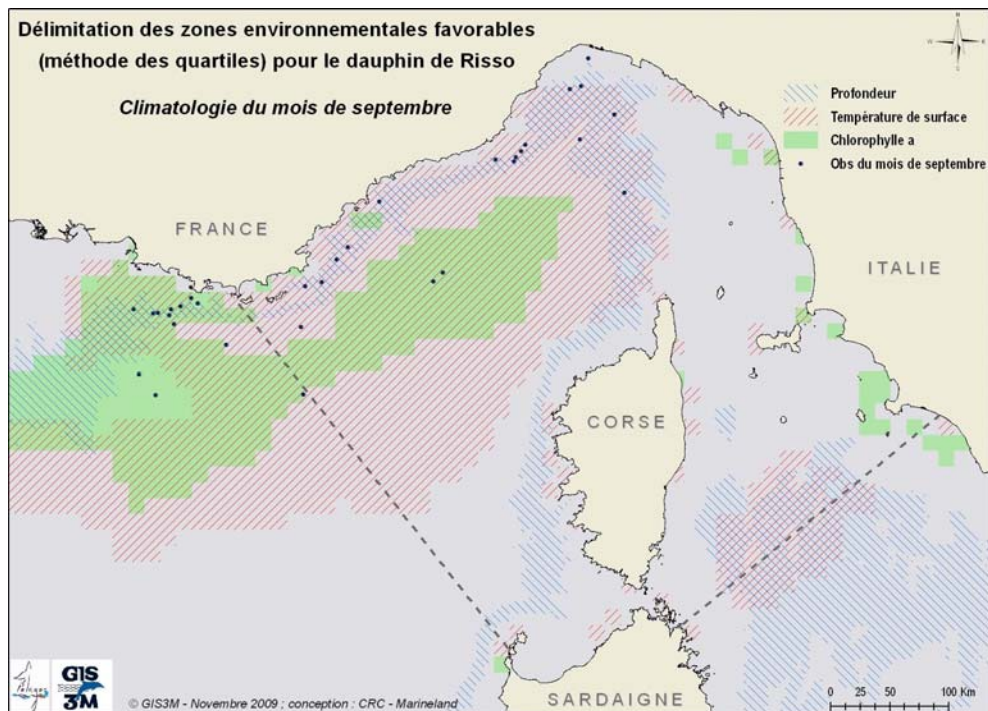 Délimitation des zones environnementales favorables
(méthode des quartiles) pour le dauphin de Risso
Climatologie du mois de septembre
N
W E
S
Profondeur
Température de surface
Chlorophylle a
Obs du mois de septembre
FRANCE
ITALIE
CORSE
SARDAIGNE
GIS
3M
© GIS3M - Novembre 2009 ; conception : CRC - Marineland
0 25 50 100 Km